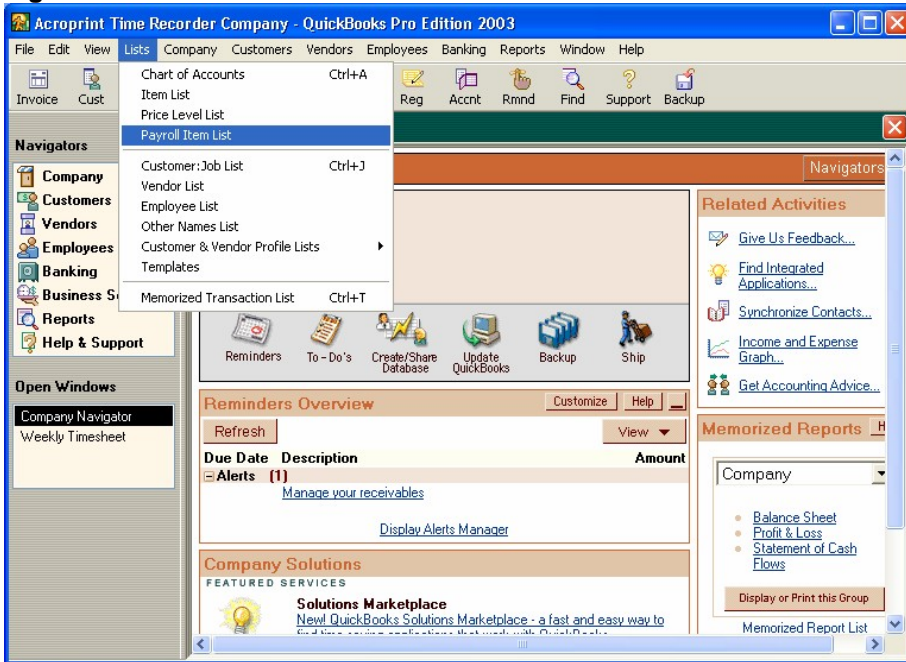 Acroprint Time Recorder Company - QuickBooks Pro Edition 2003
File Edit View Lists Company Customers Vendors Employees Banking Reports Window Help
Invoice Cust Reg Accnt Rmnd Find Support Backup
Chart of Accounts Ctrl+A
Item List
Price Level List
Payroll Item List
Customer:Job List Ctrl+J
Vendor List
Employee List
Other Names List
Customer & Vendor Profile Lists
Templates
Memorized Transaction List Ctrl+T
Navigators
Company
Customers
Vendors
Employees
Banking
Business
Reports
Help & Support
Open Windows
Company Navigator
Weekly Timesheet
Navigators
Reminders To-Do's Create/Share Database Update QuickBooks Backup Ship
Reminders Overview Customize Help
Refresh View
Due Date Description Amount
Alerts (1)
Manage your receivables
Display Alerts Manager
Company Solutions
FEATURED SERVICES
Solutions Marketplace
New! QuickBooks Solutions Marketplace - a fast and easy way to
Related Activities
Give Us Feedback...
Find Integrated
Applications...
Synchronize Contacts...
Income and Expense
Graph...
Get Accounting Advice...
Memorized Reports H
Company
Balance Sheet
Profit & Loss
Statement of Cash
Flows
Display or Print this Group
Memorized Report List